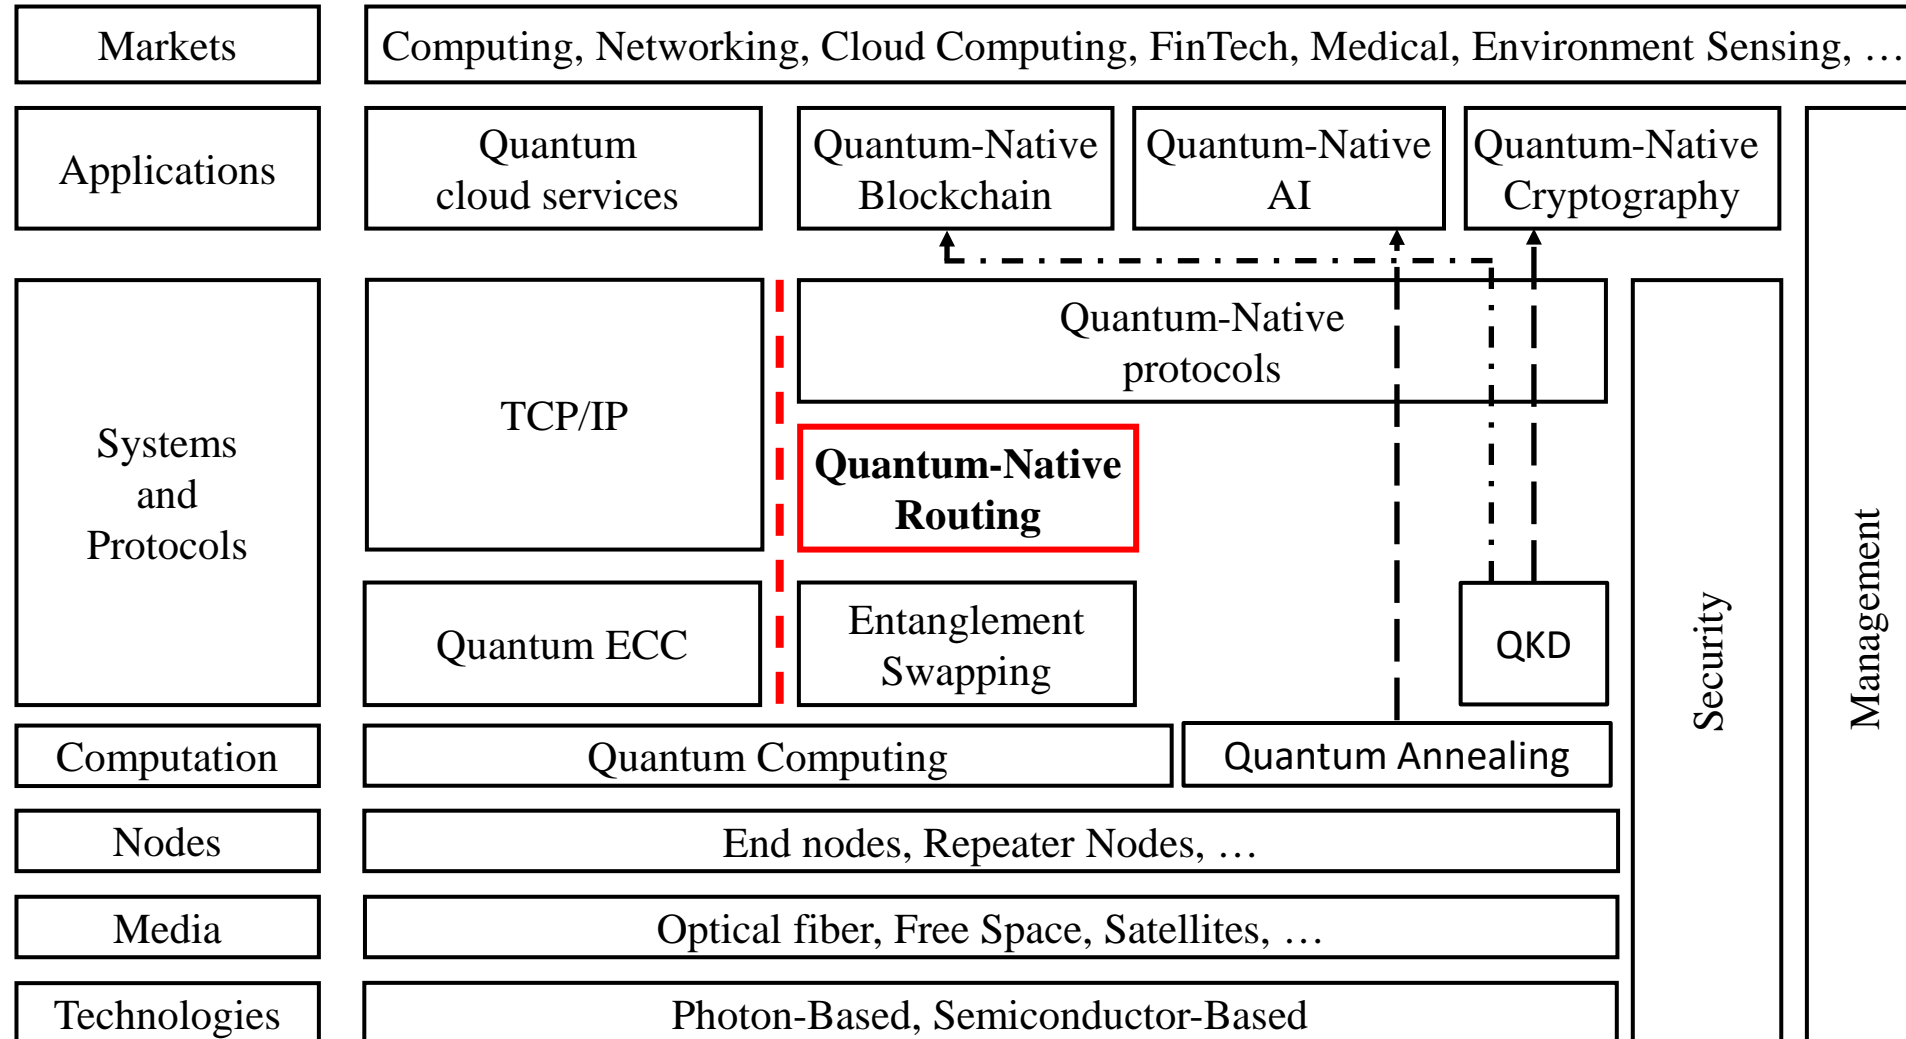 Markets
Computing, Networking, Cloud Computing, FinTech, Medical, Environment Sensing, …
Applications
Quantum
cloud services
Quantum-Native
Blockchain
Quantum-Native
AI
Quantum-Native
Cryptography
Systems
and
Protocols
TCP/IP
Quantum-Native
protocols
Quantum-Native
Routing
Quantum ECC
Entanglement
Swapping
QKD
Security
Management
Computation
Quantum Computing
Quantum Annealing
Nodes
End nodes, Repeater Nodes, …
Media
Optical fiber, Free Space, Satellites, …
Technologies
Photon-Based, Semiconductor-Based